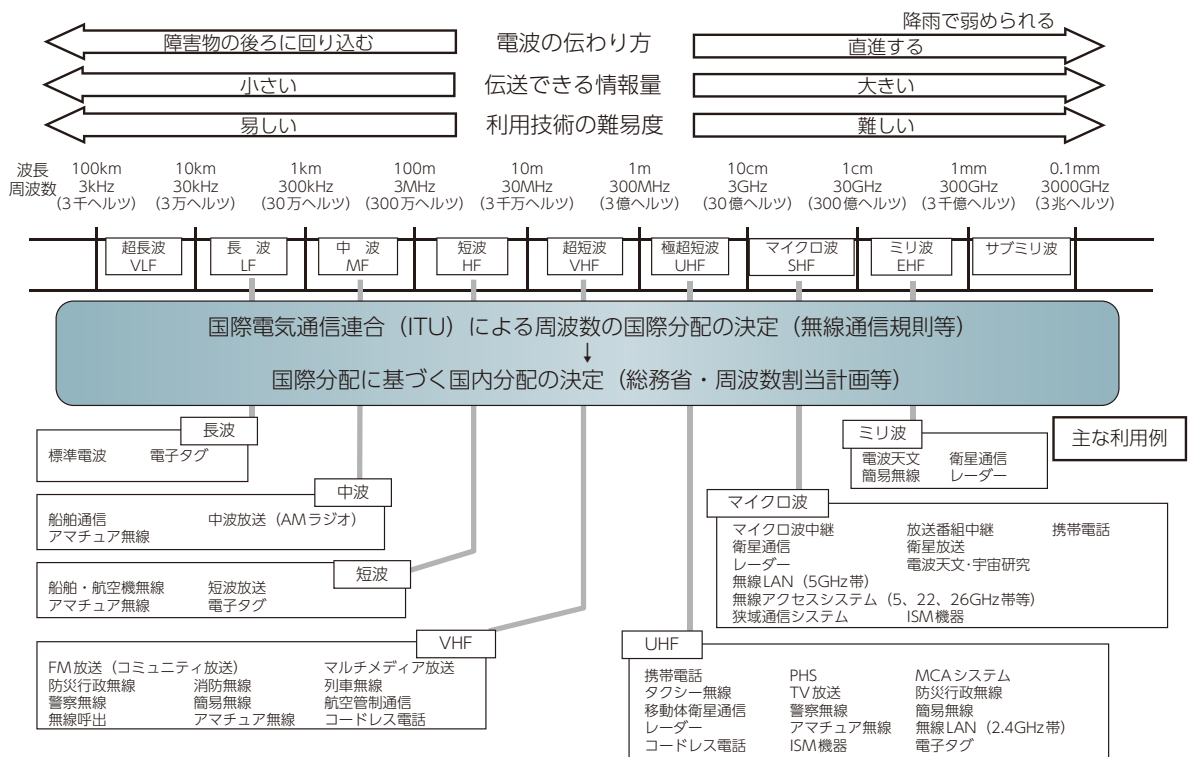 降雨で弱められる
障害物の後ろに回り込む 電波の伝わり方 直進する
小さい 伝送できる情報量 大きい
易しい 利用技術の難易度 難しい
波長 100km 10km 1km 100m 10m 1m 10cm 1cm 1mm 0.1mm
周波数 3kHz 30kHz 300kHz 3MHz 30MHz 300MHz 3GHz 30GHz 300GHz 3000GHz
(3千ヘルツ) (3万ヘルツ) (30万ヘルツ) (300万ヘルツ) (3千万ヘルツ) (3億ヘルツ) (30億ヘルツ) (300億ヘルツ) (3千億ヘルツ) (3兆ヘルツ)
超長波 長 波 中 波 短波 超短波 極超短波 マイクロ波 ミリ波 サブミリ波
VLF LF MF HF VHF UHF SHF EHF
国際電気通信連合（ITU）による周波数の国際分配の決定（無線通信規則等）
↓
国際分配に基づく国内分配の決定（総務省・周波数割当計画等）
主な利用例
長波
標準電波 電子タグ
中波
船舶通信 中波放送（AMラジオ）
アマチュア無線
短波
船舶・航空機無線 短波放送
アマチュア無線 電子タグ
VHF
FM放送（コミュニティ放送） マルチメディア放送
防災行政無線 消防無線 列車無線
警察無線 簡易無線 航空管制通信
無線呼出 アマチュア無線 コードレス電話
ミリ波
電波天文 衛星通信
簡易無線 レーダー
マイクロ波
マイクロ波中継 放送番組中継 携帯電話
衛星通信 衛星放送
レーダー 電波天文・宇宙研究
無線LAN（5GHz帯）
無線アクセスシステム（5、22、26GHz帯等）
狭域通信システム ISM機器
UHF
携帯電話 PHS MCAシステム
タクシー無線 TV放送 防災行政無線
移動体衛星通信 警察無線 簡易無線
レーダー アマチュア無線 無線LAN（2.4GHz帯）
コードレス電話 ISM機器 電子タグ